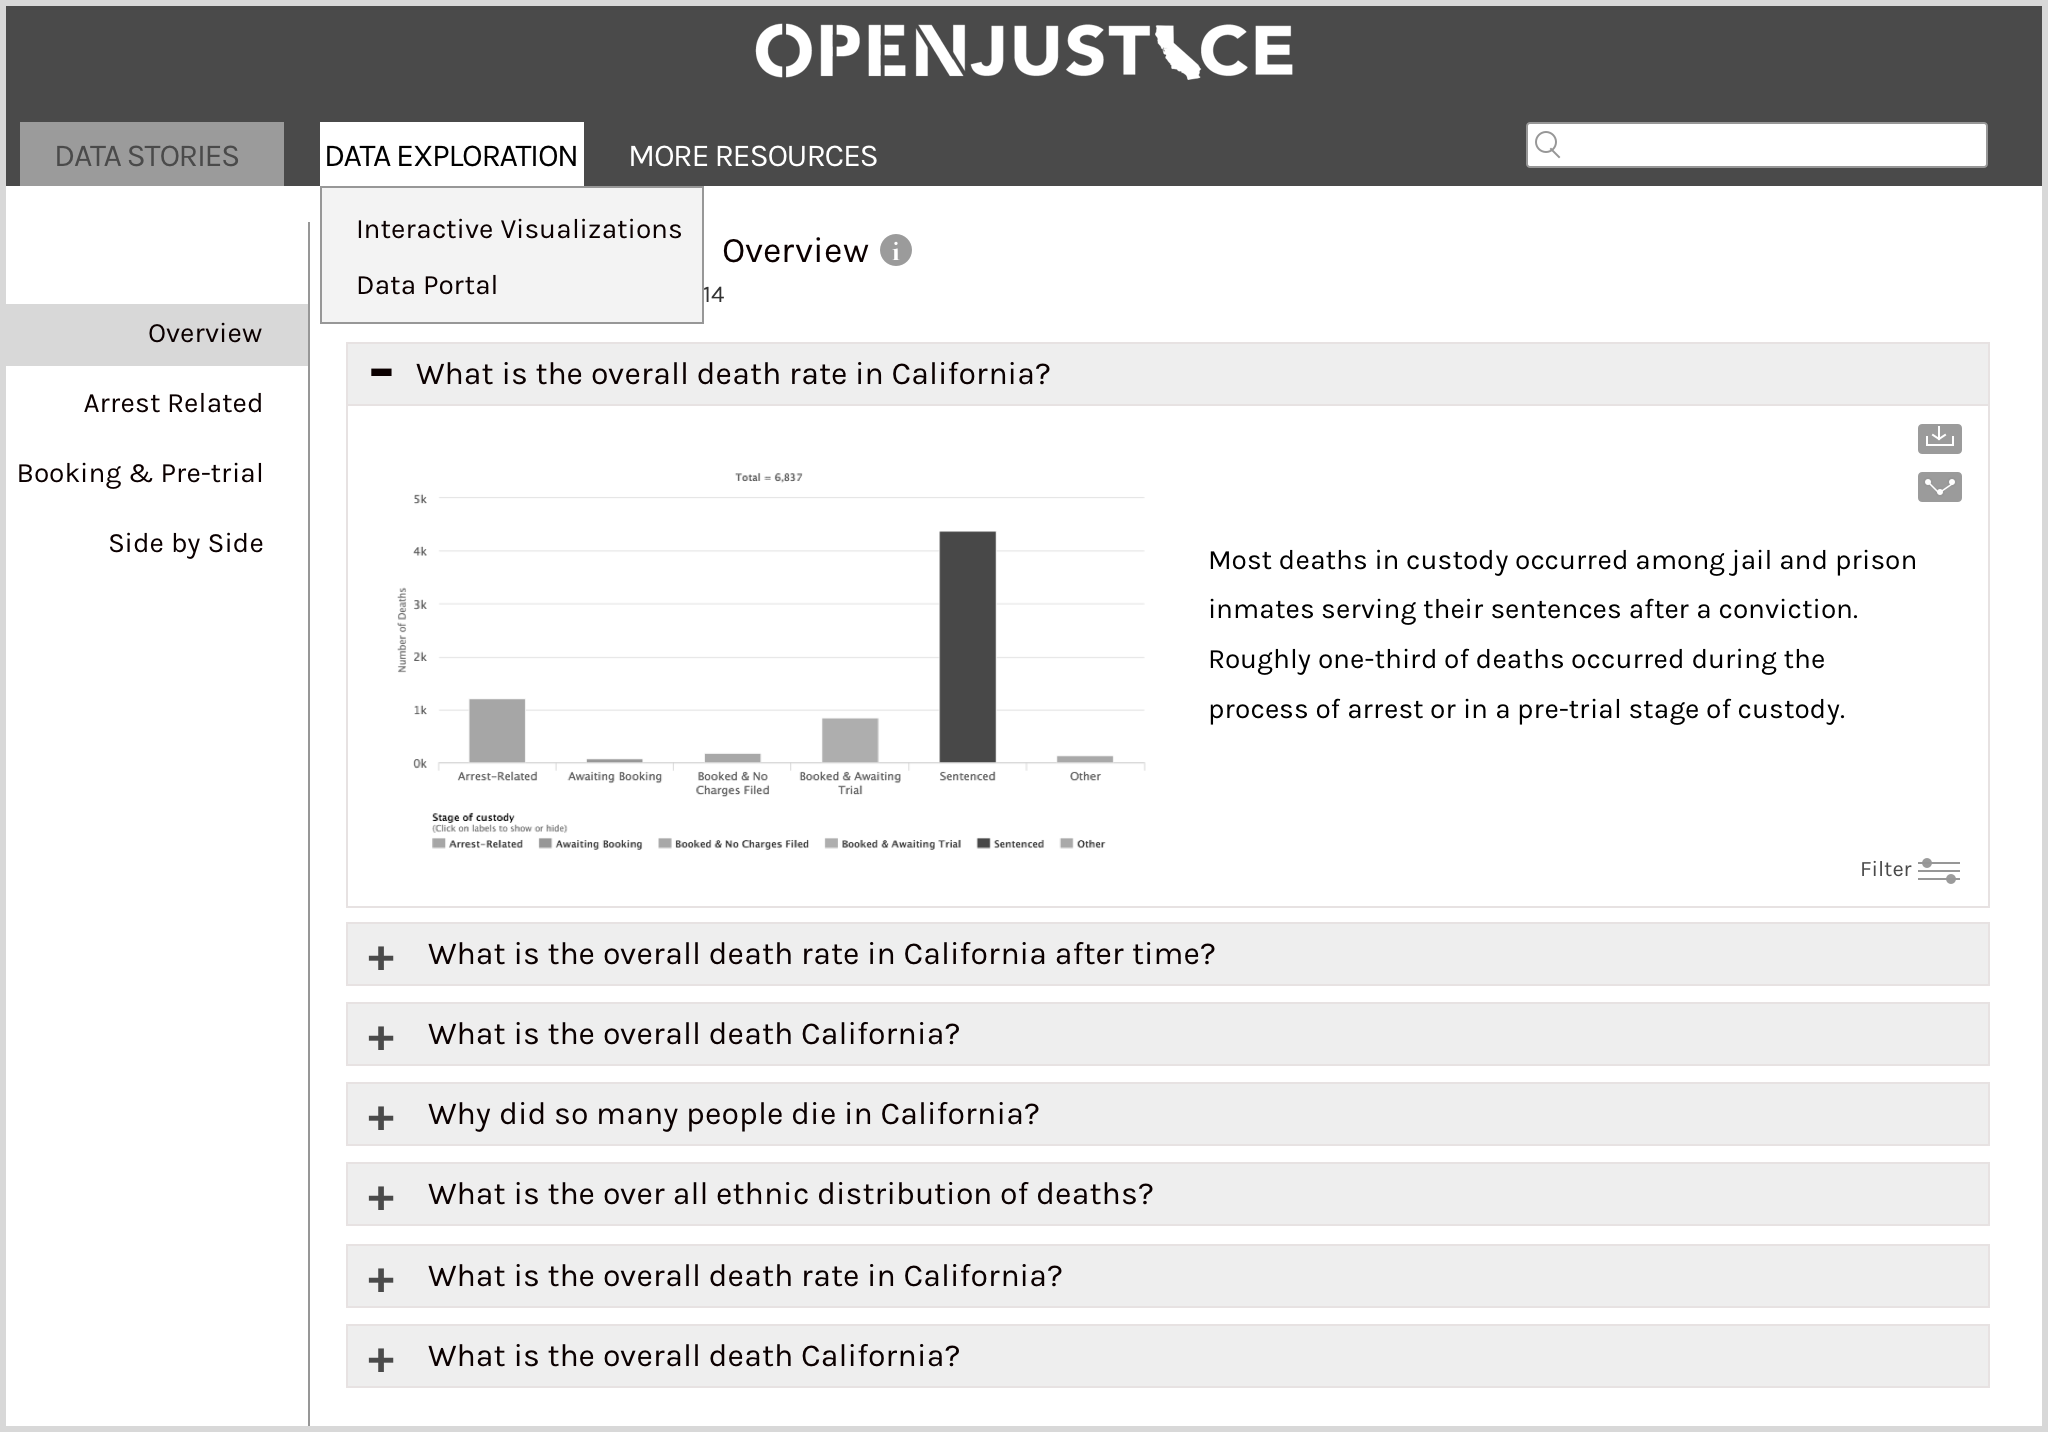 OPENJUSTICE
DATA STORIES
DATA EXPLORATION
MORE RESOURCES
Interactive Visualizations
Data Portal
Overview i
14
Overview
Arrest Related
Booking & Pre-trial
Side by Side
What is the overall death rate in California?
Total = 6,837
5k
4k
3k
2k
1k
0k
Number of Deaths
Arrest-Related
Awaiting Booking
Booked & No
Charges Filed
Booked & Awaiting
Trial
Sentenced
Other
Stage of custody
(Click on labels to show or hide)
Arrest-Related Awaiting Booking Booked & No Charges Filed Booked & Awaiting Trial Sentenced Other
Most deaths in custody occurred among jail and prison
inmates serving their sentences after a conviction.
Roughly one-third of deaths occurred during the
process of arrest or in a pre-trial stage of custody.
Filter
What is the overall death rate in California after time?
What is the overall death California?
Why did so many people die in California?
What is the over all ethnic distribution of deaths?
What is the overall death rate in California?
What is the overall death California?